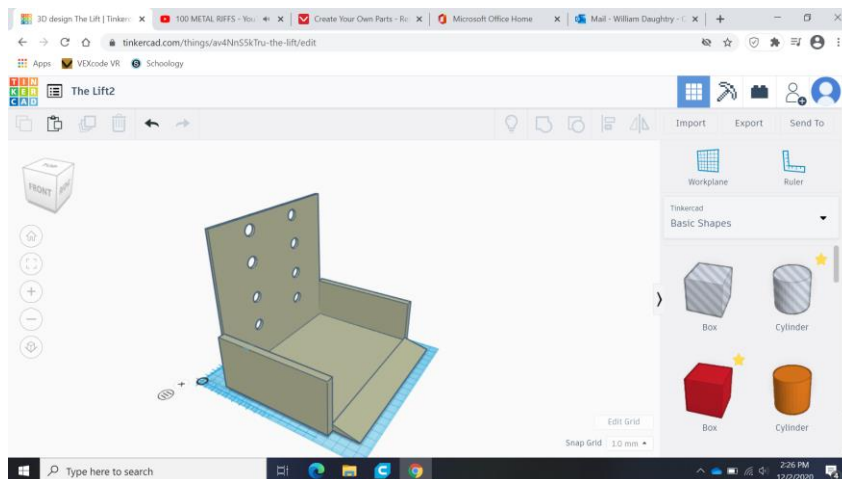 3D design The Lift | Tinkerc
100 METAL RIFFS - You
Create Your Own Parts - Ro
Microsoft Office Home
Mail - William Daughtry - O
tinkercad.com/things/av4NnS5kTru-the-lift/edit
Apps
VEXcode VR
Schoology
TIN
KER
CAD
The Lift2
Import
Export
Send To
TOP
FRONT
Workplane
Ruler
Tinkercad
Basic Shapes
Box
Cylinder
Box
Cylinder
Edit Grid
Snap Grid 1.0 mm
Type here to search
2:26 PM
12/2/2020